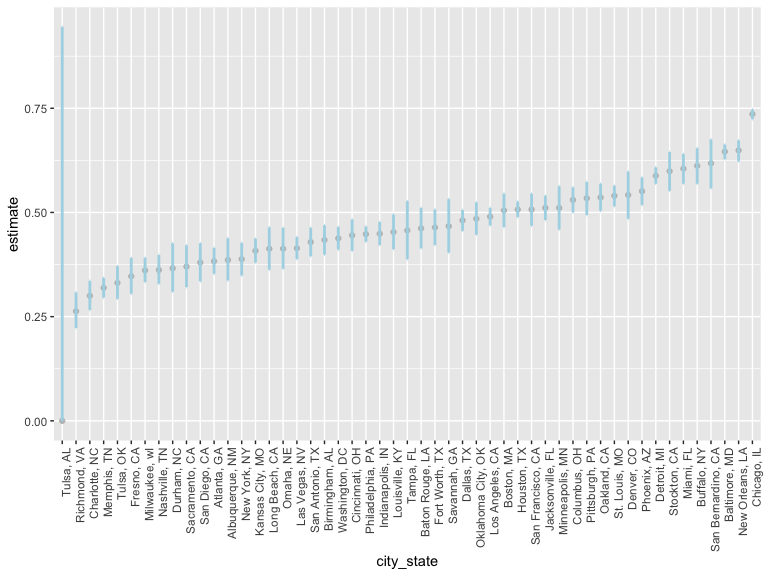 0.75
0.50
0.25
0.00
estimate
Tulsa, AL
Richmond, VA
Charlotte, NC
Memphis, TN
Tulsa, OK
Fresno, CA
Milwaukee, wI
Nashville, TN
Durham, NC
Sacramento, CA
San Diego, CA
Atlanta, GA
Albuquerque, NM
New York, NY
Kansas City, MO
Long Beach, CA
Omaha, NE
Las Vegas, NV
San Antonio, TX
Birmingham, AL
Washington, DC
Cincinnati, OH
Philadelphia, PA
Indianapolis, IN
Louisville, KY
Tampa, FL
Baton Rouge, LA
Fort Worth, TX
Savannah, GA
Dallas, TX
Oklahoma City, OK
Los Angeles, CA
Boston, MA
Houston, TX
San Francisco, CA
Jacksonville, FL
Minneapolis, MN
Columbus, OH
Pittsburgh, PA
Oakland, CA
St. Louis, MO
Denver, CO
Phoenix, AZ
Detroit, MI
Stockton, CA
Miami, FL
Buffalo, NY
San Bernardino, CA
Baltimore, MD
New Orleans, LA
Chicago, IL
city_state